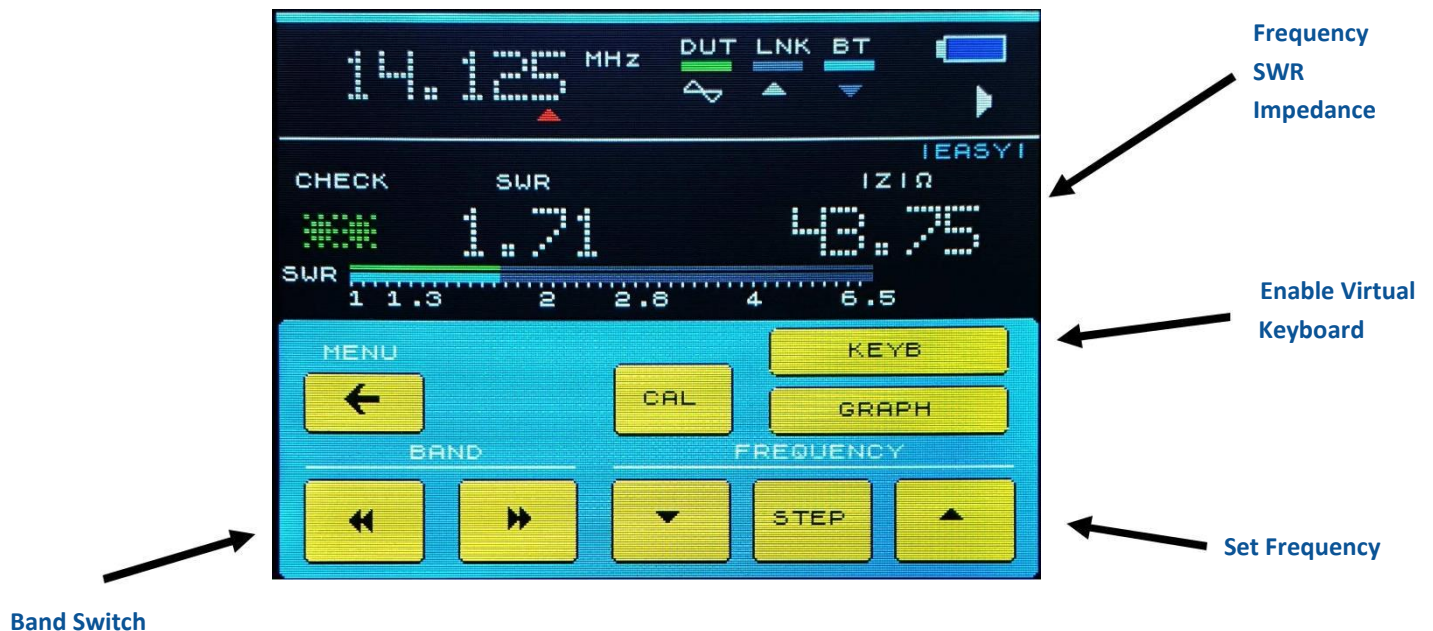 14.125 MHz DUT LNK BT
|EASY|
CHECK SWR |Z|Ω
** 1.71 48.75
SWR
1 1.3 2 2.8 4 6.5
MENU
KEYB
← CAL
GRAPH
BAND FREQUENCY
STEP
Frequency
SWR
Impedance
Enable Virtual
Keyboard
Set Frequency
Band Switch